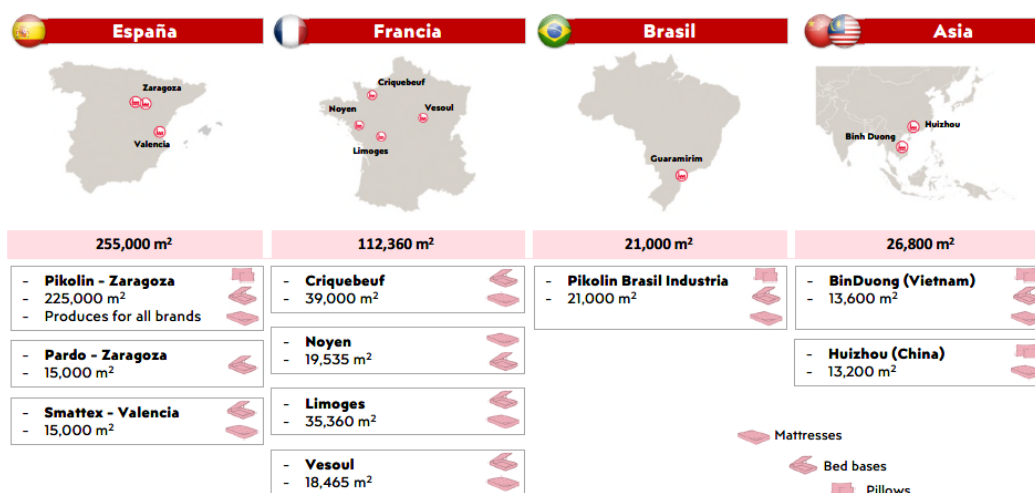 España
Francia
Brasil
Asia
Zaragoza
Valencia
Criquebeuf
Noyen
Vesoul
Limoges
Guaramirim
Huizhou
Binh Duong
255,000 m²
112,360 m²
21,000 m²
26,800 m²
- Pikolin - Zaragoza
- 225,000 m²
- Produces for all brands
- Pardo - Zaragoza
- 15,000 m²
- Smattex - Valencia
- 15,000 m²
- Criquebeuf
- 39,000 m²
- Noyen
- 19,535 m²
- Limoges
- 35,360 m²
- Vesoul
- 18,465 m²
- Pikolin Brasil Industria
- 21,000 m²
- BinDuong (Vietnam)
- 13,600 m²
- Huizhou (China)
- 13,200 m²
Mattresses
Bed bases
Pillows